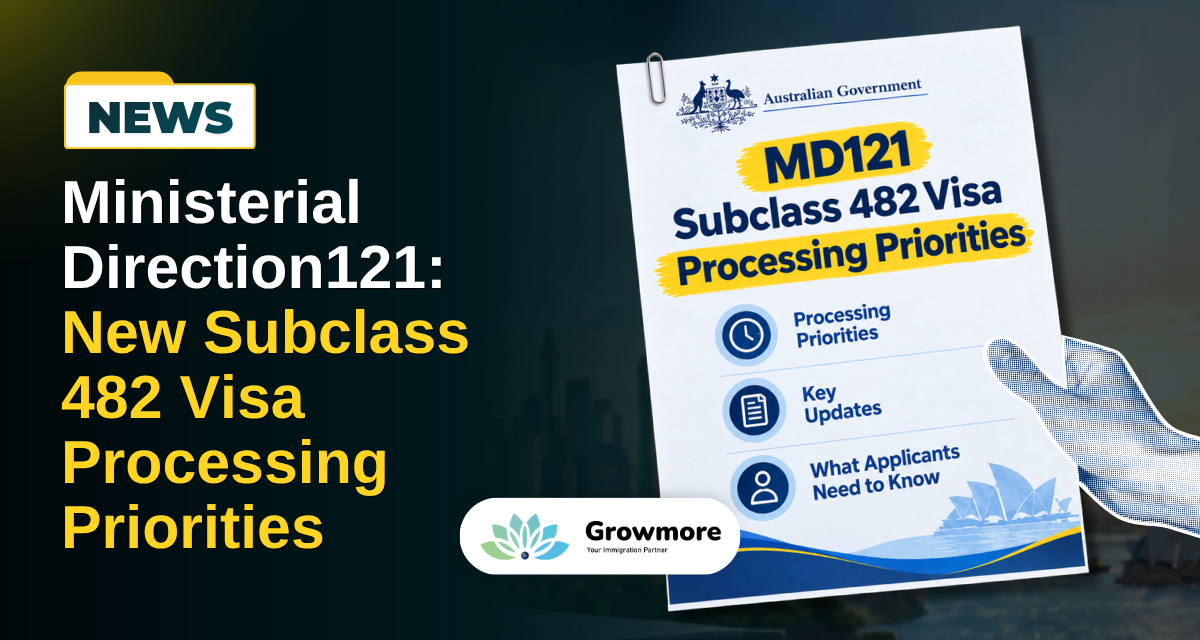 NEWS
Ministerial
Direction121:
New Subclass
482 Visa
Processing
Priorities
Growmore
Your Immigration Partner
Australian Government
MD121
Subclass 482 Visa
Processing Priorities
Processing
Priorities
Key
Updates
What Applicants
Need to Know